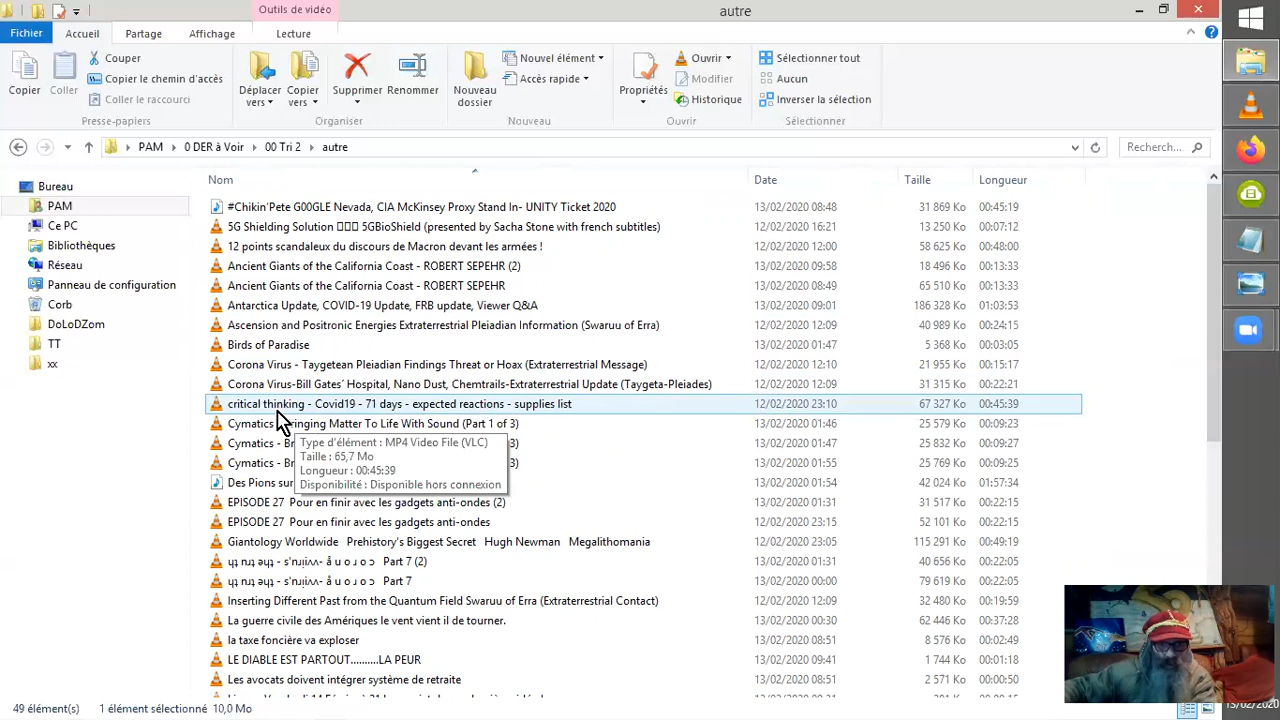 Outils de vidéo
autre
Fichier
Accueil
Partage
Affichage
Lecture
Copier
Coller
Couper
Copier le chemin d'accès
Coller le raccourci
Presse-papiers
Déplacer vers
Copier vers
Supprimer
Renommer
Organiser
Nouveau dossier
Nouvel élément
Accès rapide
Nouveau
Propriétés
Ouvrir
Modifier
Historique
Ouvrir
Sélectionner tout
Aucun
Inverser la sélection
Sélectionner
PAM
0 DER à Voir
00 Tri 2
autre
Recherch...
Bureau
PAM
Ce PC
Bibliothèques
Réseau
Panneau de configuration
Corb
DoLoDZom
TT
xx
Nom Date Taille Longueur
#Chikin'Pete G00GLE Nevada, CIA McKinsey Proxy Stand In- UNITY Ticket 2020 13/02/2020 08:48 31 869 Ko 00:45:19
5G Shielding Solution 5GBioShield (presented by Sacha Stone with french subtitles) 12/02/2020 16:21 13 250 Ko 00:07:12
12 points scandaleux du discours de Macron devant les armées ! 12/02/2020 12:00 58 625 Ko 00:48:00
Ancient Giants of the California Coast - ROBERT SEPEHR (2) 13/02/2020 09:58 18 496 Ko 00:13:33
Ancient Giants of the California Coast - ROBERT SEPEHR 13/02/2020 08:49 65 510 Ko 00:13:33
Antarctica Update, COVID-19 Update, FRB update, Viewer Q&A 13/02/2020 09:01 186 328 Ko 01:03:53
Ascension and Positronic Energies Extraterrestrial Pleiadian Information (Swaruu of Erra) 12/02/2020 12:09 40 989 Ko 00:24:15
Birds of Paradise 13/02/2020 01:47 5 368 Ko 00:03:05
Corona Virus - Taygetean Pleiadian Findings Threat or Hoax (Extraterrestrial Message) 12/02/2020 12:10 21 955 Ko 00:15:17
Corona Virus-Bill Gates´ Hospital, Nano Dust, Chemtrails-Extraterrestrial Update (Taygeta-Pleiades) 12/02/2020 12:09 31 315 Ko 00:22:21
critical thinking - Covid19 - 71 days - expected reactions - supplies list 12/02/2020 23:10 67 327 Ko 00:45:39
Cymatics ringing Matter To Life With Sound (Part 1 of 3) 13/02/2020 01:46 25 579 Ko 00:09:27
Cymatics - Br 3) 13/02/2020 01:47 25 832 Ko 00:09:27
Cymatics - Br 3) 13/02/2020 01:55 25 769 Ko 00:09:25
Des Pions sur 13/02/2020 01:54 42 024 Ko 01:57:34
Type d'élément : MP4 Video File (VLC)
Taille : 65,7 Mo
Longueur : 00:45:39
Disponibilité : Disponible hors connexion
EPISODE 27 Pour en finir avec les gadgets anti-ondes (2) 13/02/2020 08:51 31 517 Ko 00:22:15
EPISODE 27 Pour en finir avec les gadgets anti-ondes 12/02/2020 23:15 52 101 Ko 00:22:15
Giantology Worldwide Prehistory's Biggest Secret Hugh Newman Megalithomania 12/02/2020 23:05 115 291 Ko 00:49:19
Part 7 (2) 13/02/2020 01:31 40 656 Ko 00:22:05
Part 7 13/02/2020 00:00 79 619 Ko 00:22:05
Inserting Different Past from the Quantum Field Swaruu of Erra (Extraterrestrial Contact) 12/02/2020 12:09 32 480 Ko 00:19:59
La guerre civile des Amériques le vent vient il de tourner. 13/02/2020 00:30 62 446 Ko 00:37:28
la taxe foncière va exploser 13/02/2020 08:51 8 576 Ko 00:02:49
LE DIABLE EST PARTOUT..........LA PEUR 13/02/2020 09:41 1 744 Ko 00:01:18
Les avocats doivent intégrer système de retraite 13/02/2020 08:51 2 571 Ko 00:00:50
49 élément(s) 1 élément sélectionné 10,0 Mo
13/02/2020